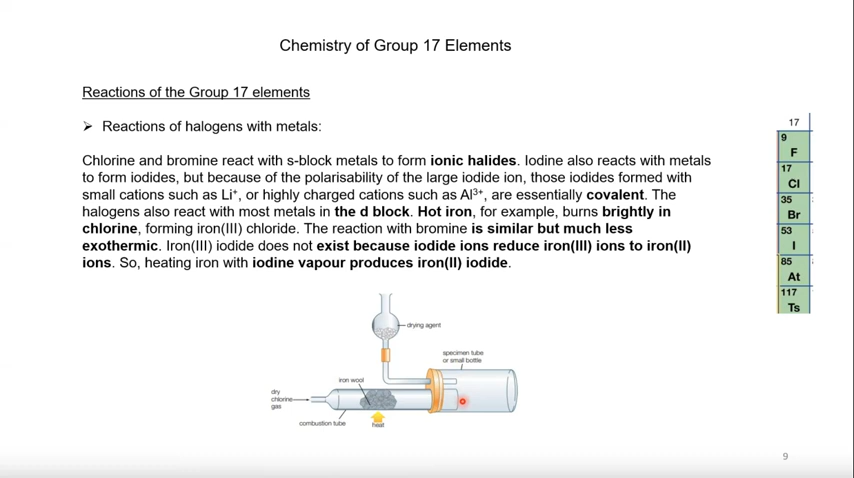 Chemistry of Group 17 Elements
Reactions of the Group 17 elements
➢ Reactions of halogens with metals:
Chlorine and bromine react with s-block metals to form ionic halides. Iodine also reacts with metals
to form iodides, but because of the polarisability of the large iodide ion, those iodides formed with
small cations such as Li⁺, or highly charged cations such as Al³⁺, are essentially covalent. The
halogens also react with most metals in the d block. Hot iron, for example, burns brightly in
chlorine, forming iron(III) chloride. The reaction with bromine is similar but much less
exothermic. Iron(III) iodide does not exist because iodide ions reduce iron(III) ions to iron(II)
ions. So, heating iron with iodine vapour produces iron(II) iodide.
17
9
F
17
Cl
35
Br
53
I
85
At
117
Ts
drying agent
specimen tube
or small bottle
iron wool
dry
chlorine
gas
combustion tube
heat
9